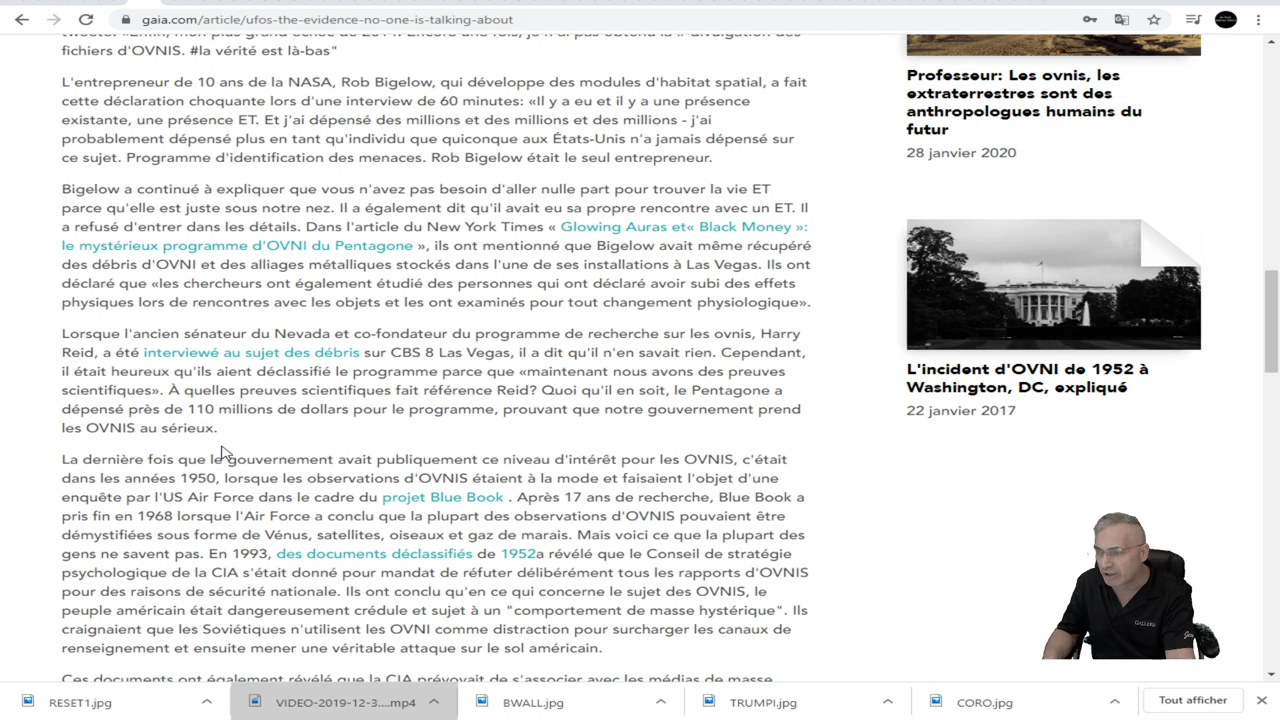 gaia.com/article/ufos-the-evidence-no-one-is-talking-about
fichiers d'OVNIS. #la vérité est là-bas"
L'entrepreneur de 10 ans de la NASA, Rob Bigelow, qui développe des modules d'habitat spatial, a fait
cette déclaration choquante lors d'une interview de 60 minutes: «Il y a eu et il y a une présence
existante, une présence ET. Et j'ai dépensé des millions et des millions et des millions - j'ai
probablement dépensé plus en tant qu'individu que quiconque aux États-Unis n'a jamais dépensé sur
ce sujet. Programme d'identification des menaces. Rob Bigelow était le seul entrepreneur.
Bigelow a continué à expliquer que vous n'avez pas besoin d'aller nulle part pour trouver la vie ET
parce qu'elle est juste sous notre nez. Il a également dit qu'il avait eu sa propre rencontre avec un ET. Il
a refusé d'entrer dans les détails. Dans l'article du New York Times « Glowing Auras et« Black Money »:
le mystérieux programme d'OVNI du Pentagone », ils ont mentionné que Bigelow avait même récupéré
des débris d'OVNI et des alliages métalliques stockés dans l'une de ses installations à Las Vegas. Ils ont
déclaré que «les chercheurs ont également étudié des personnes qui ont déclaré avoir subi des effets
physiques lors de rencontres avec les objets et les ont examinés pour tout changement physiologique».
Lorsque l'ancien sénateur du Nevada et co-fondateur du programme de recherche sur les ovnis, Harry
Reid, a été interviewé au sujet des débris sur CBS 8 Las Vegas, il a dit qu'il n'en savait rien. Cependant,
il était heureux qu'ils aient déclassifié le programme parce que «maintenant nous avons des preuves
scientifiques». À quelles preuves scientifiques fait référence Reid? Quoi qu'il en soit, le Pentagone a
dépensé près de 110 millions de dollars pour le programme, prouvant que notre gouvernement prend
les OVNIS au sérieux.
La dernière fois que le gouvernement avait publiquement ce niveau d'intérêt pour les OVNIS, c'était
dans les années 1950, lorsque les observations d'OVNIS étaient à la mode et faisaient l'objet d'une
enquête par l'US Air Force dans le cadre du projet Blue Book . Après 17 ans de recherche, Blue Book a
pris fin en 1968 lorsque l'Air Force a conclu que la plupart des observations d'OVNIS pouvaient être
démystifiées sous forme de Vénus, satellites, oiseaux et gaz de marais. Mais voici ce que la plupart des
gens ne savent pas. En 1993, des documents déclassifiés de 1952a révélé que le Conseil de stratégie
psychologique de la CIA s'était donné pour mandat de réfuter délibérément tous les rapports d'OVNIS
pour des raisons de sécurité nationale. Ils ont conclu qu'en ce qui concerne le sujet des OVNIS, le
peuple américain était dangereusement crédule et sujet à un "comportement de masse hystérique". Ils
craignaient que les Soviétiques n'utilisent les OVNI comme distraction pour surcharger les canaux de
renseignement et ensuite mener une véritable attaque sur le sol américain.
Ces documents ont également révélé que la CIA prévoyait de s'associer avec les médias de masse
Professeur: Les ovnis, les
extraterrestres sont des
anthropologues humains du
futur
28 janvier 2020
L'incident d'OVNI de 1952 à
Washington, DC, expliqué
22 janvier 2017
RESET1.jpg
VIDEO-2019-12-3....mp4
BWALL.jpg
TRUMPI.jpg
CORO.jpg
Tout afficher